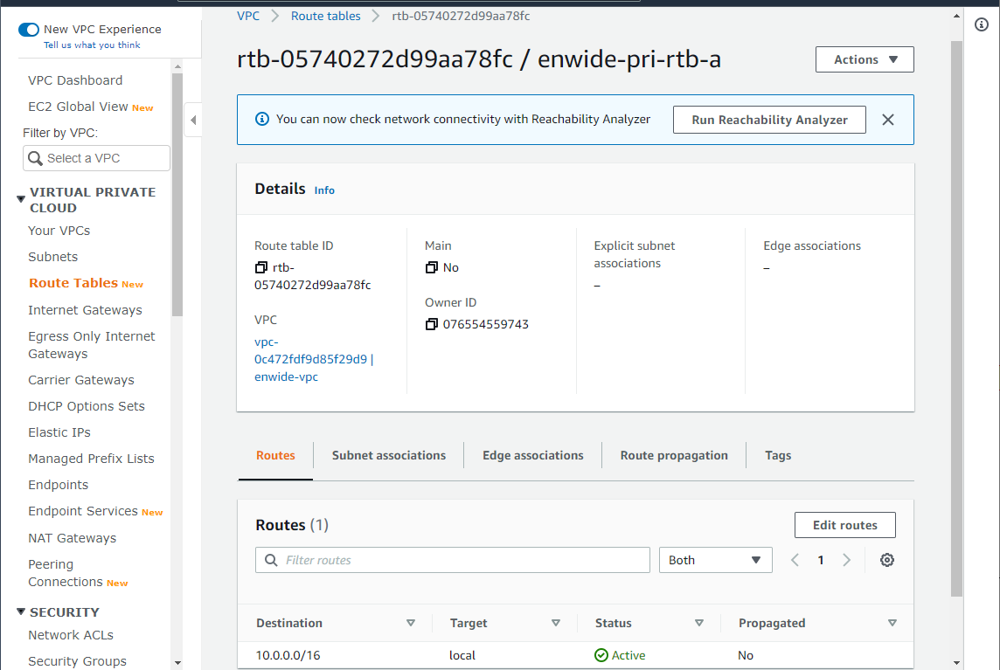 New VPC Experience
Tell us what you think
VPC Dashboard
EC2 Global View New
Filter by VPC:
Select a VPC
VIRTUAL PRIVATE
CLOUD
Your VPCs
Subnets
Route Tables New
Internet Gateways
Egress Only Internet
Gateways
Carrier Gateways
DHCP Options Sets
Elastic IPs
Managed Prefix Lists
Endpoints
Endpoint Services New
NAT Gateways
Peering
Connections New
SECURITY
Network ACLs
Security Groups
VPC Route tables rtb-05740272d99aa78fc
rtb-05740272d99aa78fc / enwide-pri-rtb-a
Actions
You can now check network connectivity with Reachability Analyzer
Run Reachability Analyzer
Details Info
Route table ID
rtb-
05740272d99aa78fc
VPC
vpc-
0c472fdf9d85f29d9 |
enwide-vpc
Main
No
Owner ID
076554559743
Explicit subnet
associations
–
Edge associations
–
Routes Subnet associations Edge associations Route propagation Tags
Routes (1)
Edit routes
Filter routes
Both
1
Destination Target Status Propagated
10.0.0.0/16 local Active No